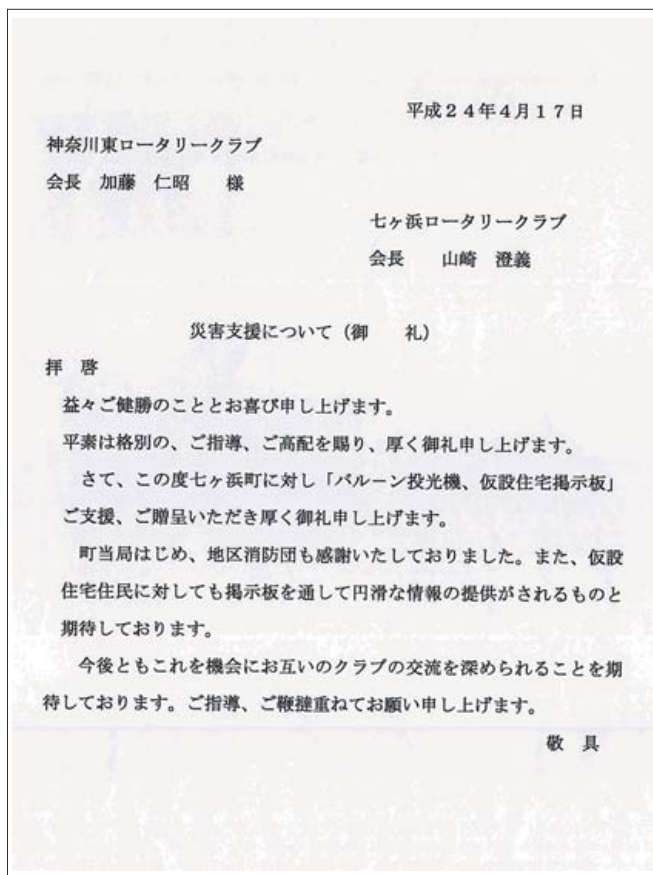 平成２４年４月１７日
神奈川東ロータリークラブ
会長　加藤　仁昭　　様
七ヶ浜ロータリークラブ
会長　　山崎　澄義
災害支援について（御　　礼）
拝　啓
益々ご健勝のこととお喜び申し上げます。
平素は格別の、ご指導、ご高配を賜り、厚く御礼申し上げます。
さて、この度七ヶ浜町に対し「バルーン投光機、仮設住宅掲示板」
ご支援、ご贈呈いただき厚く御礼申し上げます。
町当局はじめ、地区消防団も感謝いたしておりました。また、仮設
住宅住民に対しても掲示板を通して円滑な情報の提供がされるものと
期待しております。
今後ともこれを機会にお互いのクラブの交流を深められることを期
待しております。ご指導、ご鞭撻重ねてお願い申し上げます。
敬　具